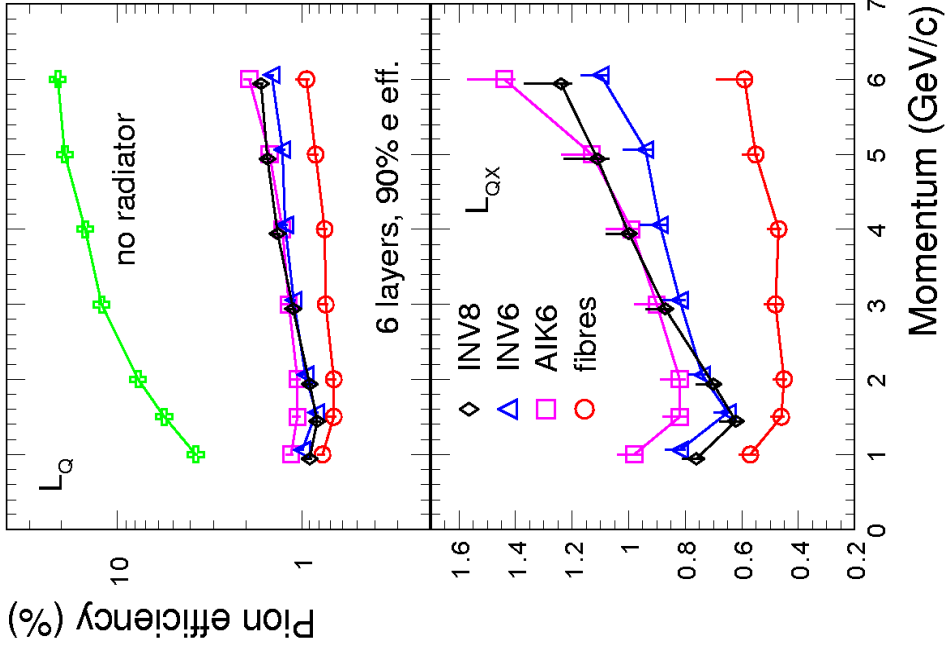 Pion efficiency (%)
L_Q
10
1
no radiator
6 layers, 90% e eff.
L_QX
1.6
1.4
1.2
1
0.8
0.6
0.4
0.2
INV8
INV6
AIK6
fibres
0 1 2 3 4 5 6 7
Momentum (GeV/c)